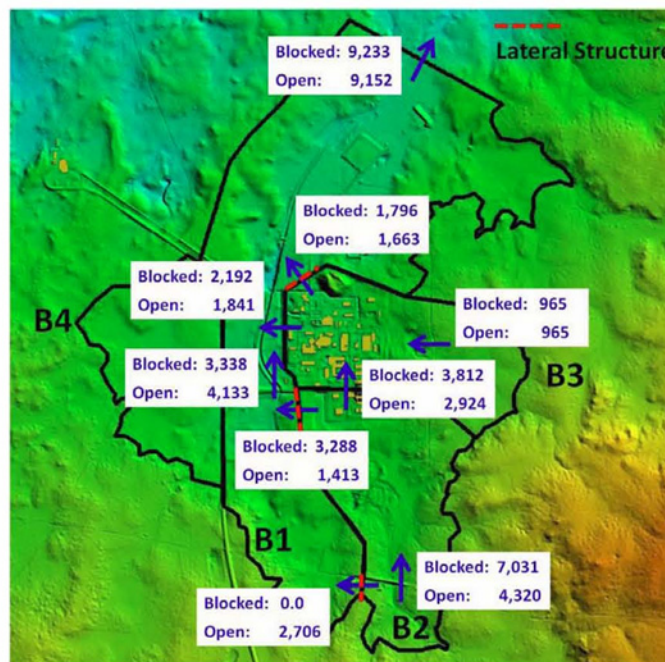 Blocked: 9,233
Open: 9,152
Lateral Structure
Blocked: 1,796
Open: 1,663
Blocked: 2,192
Open: 1,841
B4
Blocked: 965
Open: 965
B3
Blocked: 3,338
Open: 4,133
Blocked: 3,812
Open: 2,924
Blocked: 3,288
Open: 1,413
B1
Blocked: 7,031
Open: 4,320
Blocked: 0.0
Open: 2,706
B2